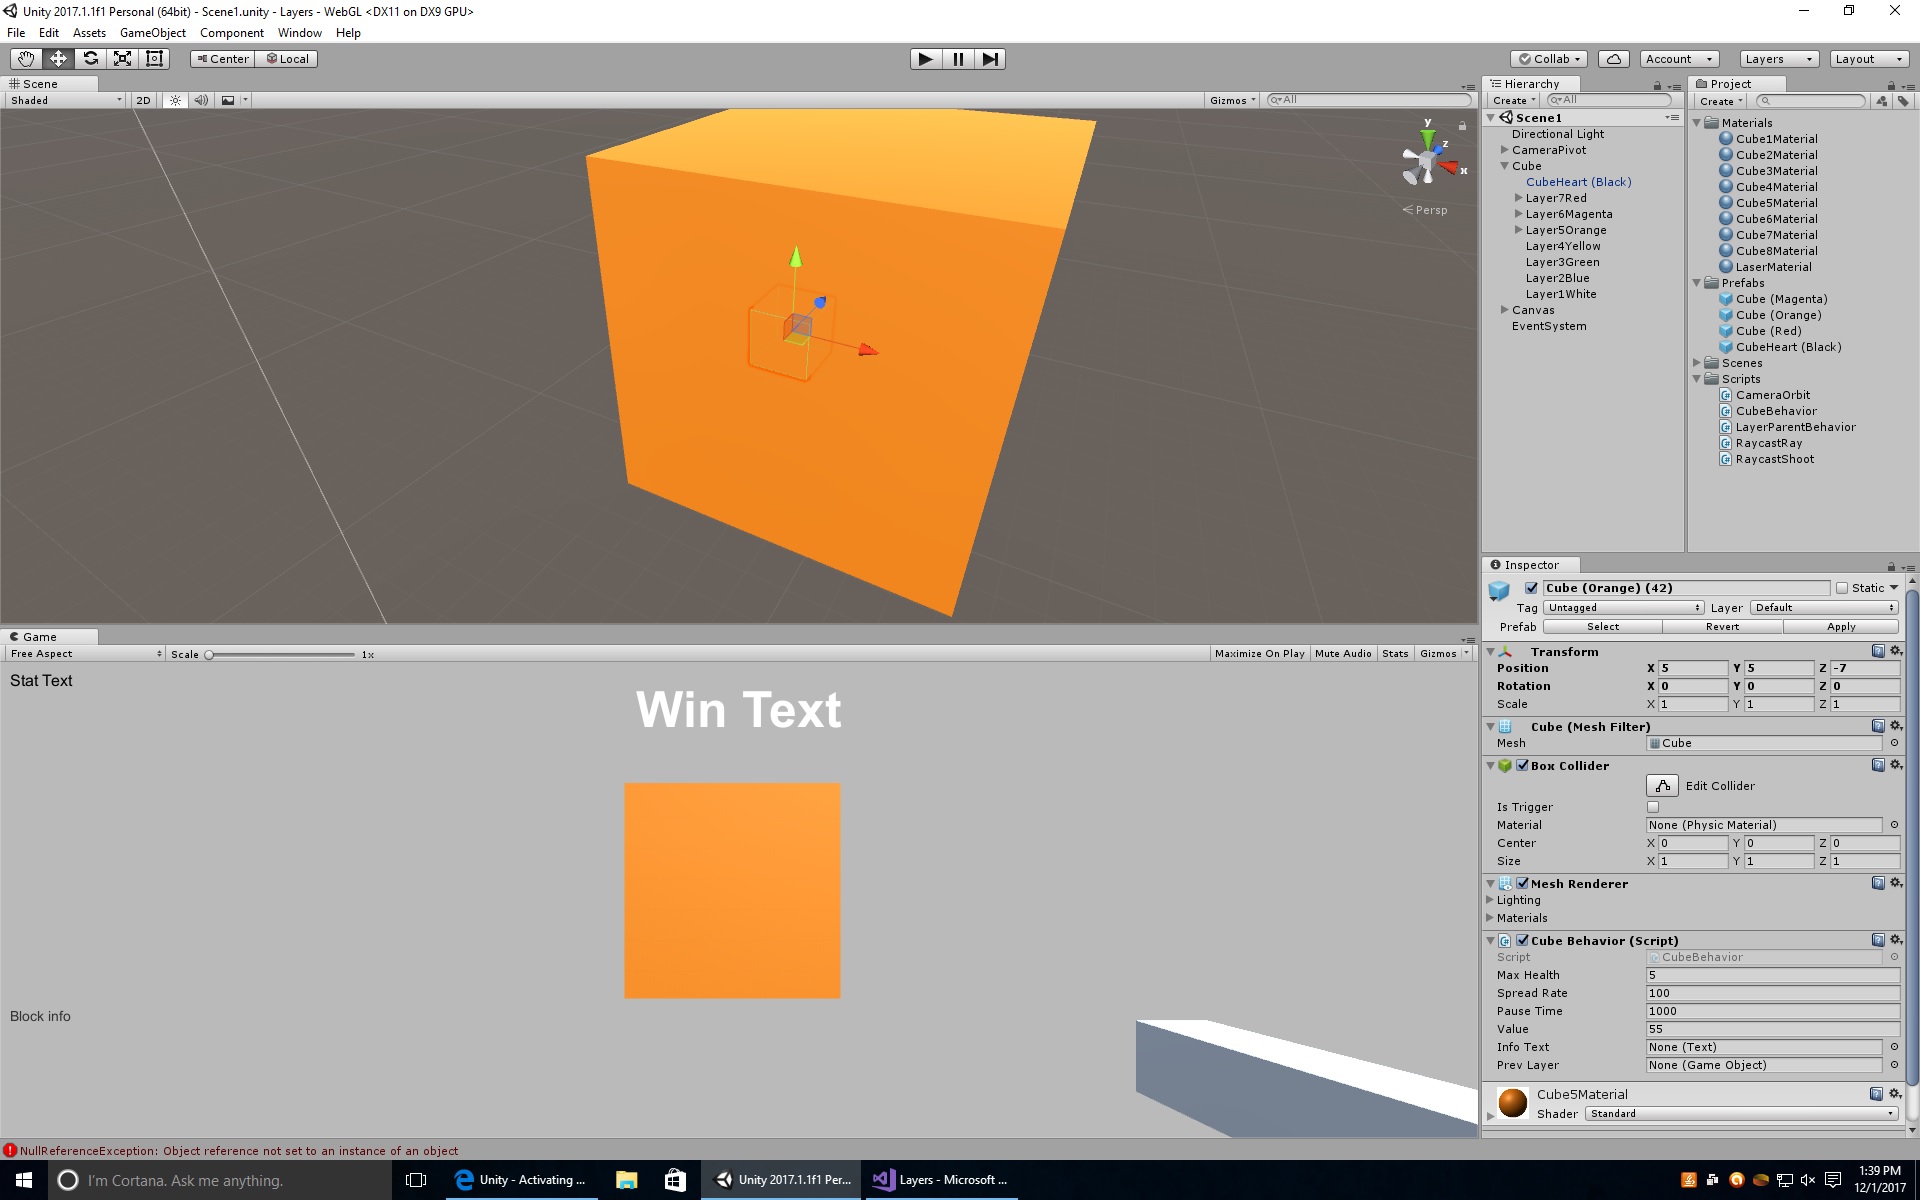 Unity 2017.1.1f1 Personal (64bit) - Scene1.unity - Layers - WebGL <DX11 on DX9 GPU>
File Edit Assets GameObject Component Window Help
Center Local Collab Account Layers Layout
Scene
Shaded 2D Gizmos All
y
z
x
Persp
Hierarchy
Create All
Scene1
Directional Light
CameraPivot
Cube
CubeHeart (Black)
Layer7Red
Layer6Magenta
Layer5Orange
Layer4Yellow
Layer3Green
Layer2Blue
Layer1White
Canvas
EventSystem
Project
Create
Materials
Cube1Material
Cube2Material
Cube3Material
Cube4Material
Cube5Material
Cube6Material
Cube7Material
Cube8Material
LaserMaterial
Prefabs
Cube (Magenta)
Cube (Orange)
Cube (Red)
CubeHeart (Black)
Scenes
Scripts
CameraOrbit
CubeBehavior
LayerParentBehavior
RaycastRay
RaycastShoot
Game
Free Aspect Scale 1x Maximize On Play Mute Audio Stats Gizmos
Stat Text
Win Text
Block info
Inspector
Cube (Orange) (42) Static
Tag Untagged Layer Default
Prefab Select Revert Apply
Transform
Position X 5 Y 5 Z -7
Rotation X 0 Y 0 Z 0
Scale X 1 Y 1 Z 1
Cube (Mesh Filter)
Mesh Cube
Box Collider
Edit Collider
Is Trigger
Material None (Physic Material)
Center X 0 Y 0 Z 0
Size X 1 Y 1 Z 1
Mesh Renderer
Lighting
Materials
Cube Behavior (Script)
Script CubeBehavior
Max Health 5
Spread Rate 100
Pause Time 1000
Value 55
Info Text None (Text)
Prev Layer None (Game Object)
Cube5Material
Shader Standard
NullReferenceException: Object reference not set to an instance of an object
I'm Cortana. Ask me anything. Unity - Activating ... Unity 2017.1.1f1 Per... Layers - Microsoft ... 1:39 PM
12/1/2017